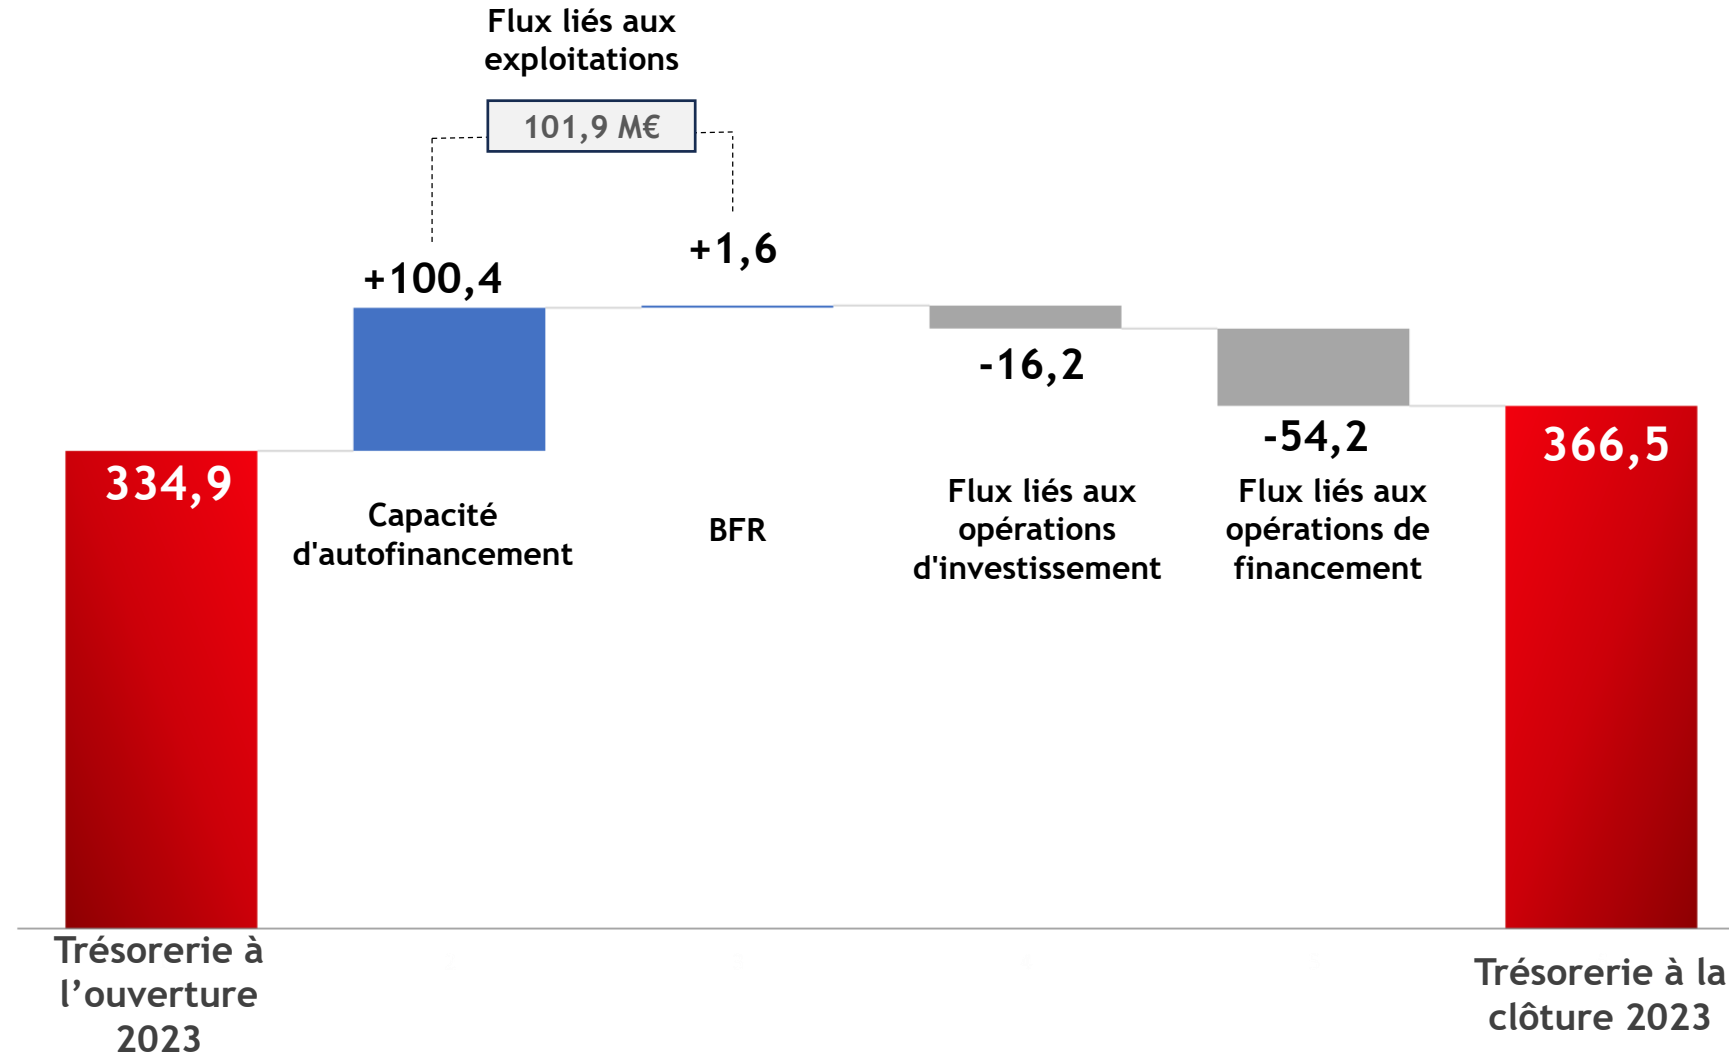 Flux liés aux
exploitations
101,9 M€
+100,4
+1,6
-16,2
-54,2
334,9
366,5
Capacité
d'autofinancement
BFR
Flux liés aux
opérations
d'investissement
Flux liés aux
opérations de
financement
Trésorerie à
l’ouverture
2023
Trésorerie à la
clôture 2023